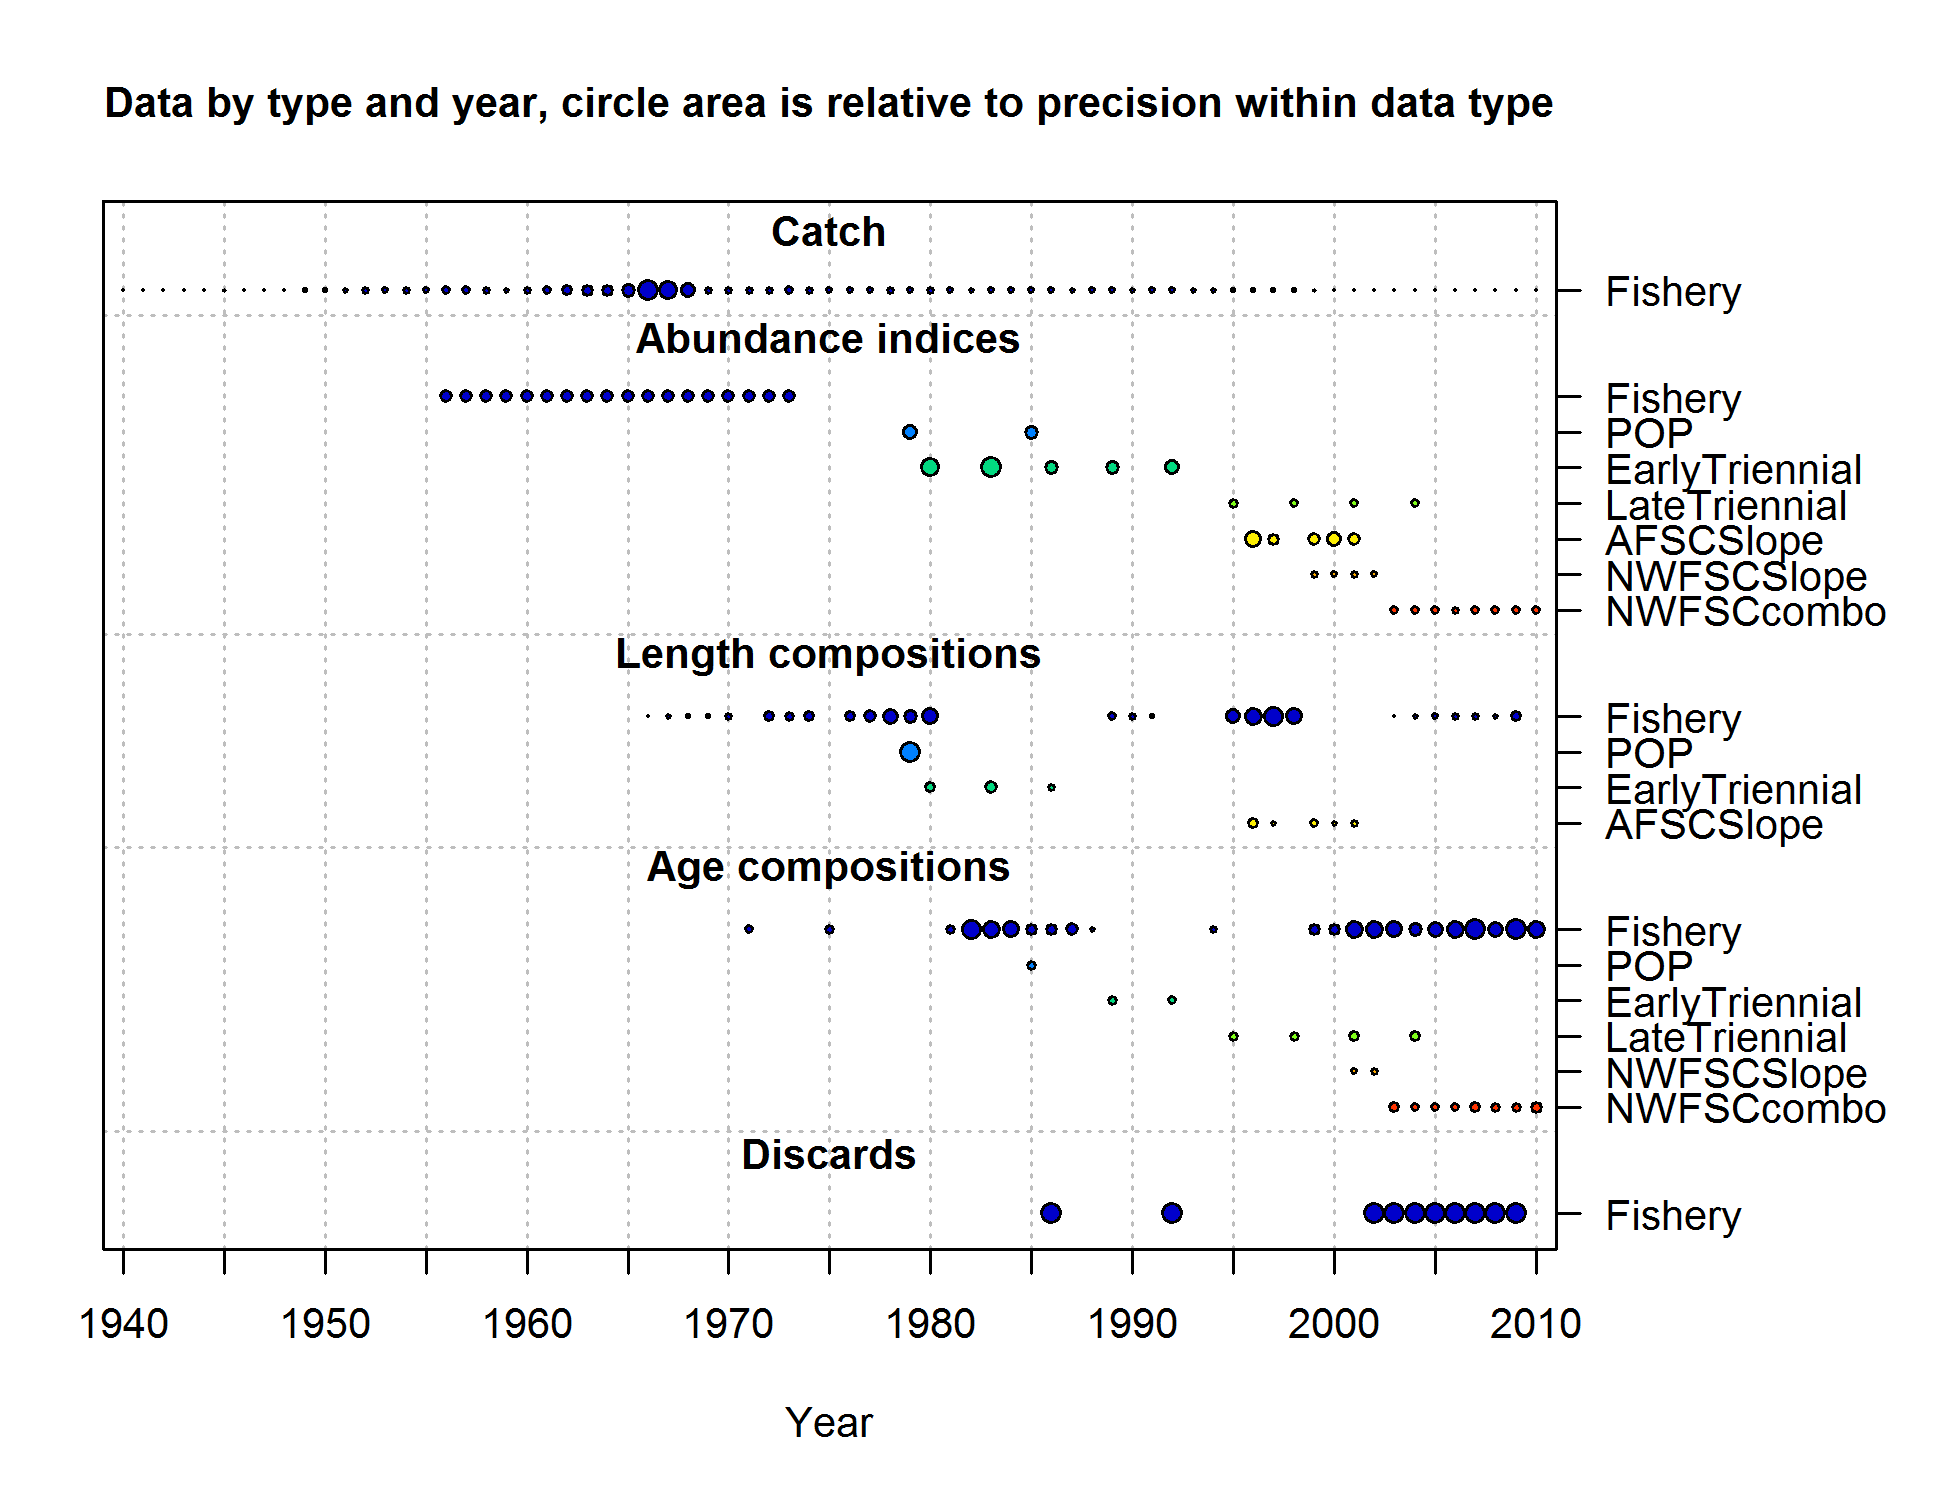 Data by type and year, circle area is relative to precision within data type
Catch
Fishery
Abundance indices
Fishery
POP
EarlyTriennial
LateTriennial
AFSCSlope
NWFSCSlope
NWFSCcombo
Length compositions
Fishery
POP
EarlyTriennial
AFSCSlope
Age compositions
Fishery
POP
EarlyTriennial
LateTriennial
NWFSCSlope
NWFSCcombo
Discards
Fishery
1940 1950 1960 1970 1980 1990 2000 2010
Year